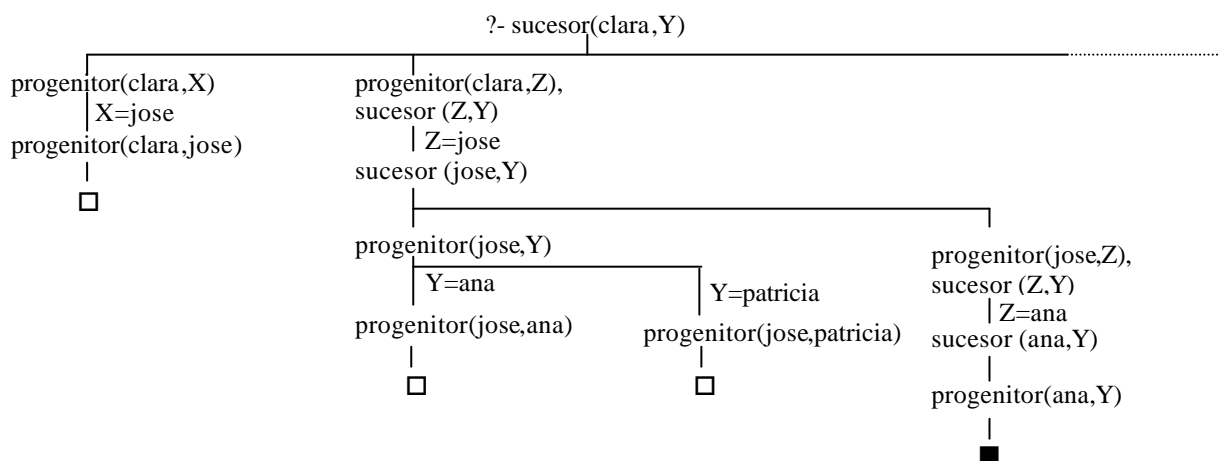 ?- sucesor(clara,Y)
progenitor(clara,X)
X=jose
progenitor(clara,jose)
progenitor(clara,Z),
sucesor (Z,Y)
Z=jose
sucesor (jose,Y)
progenitor(jose,Y)
Y=ana
progenitor(jose,ana)
Y=patricia
progenitor(jose,patricia)
progenitor(jose,Z),
sucesor (Z,Y)
Z=ana
sucesor (ana,Y)
progenitor(ana,Y)